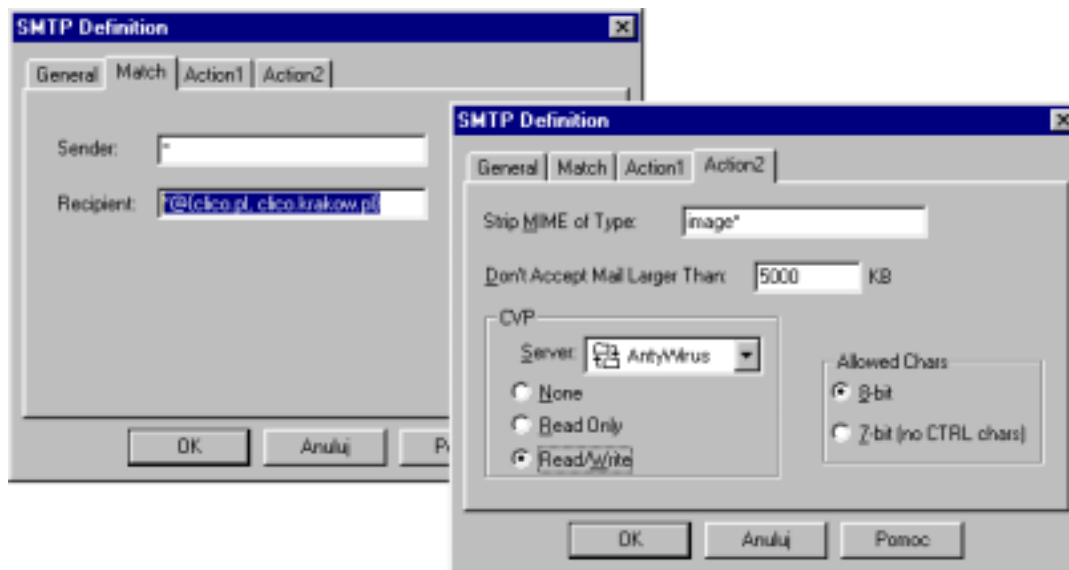 SMTP Definition
General Match Action1 Action2
Sender: *
Recipient: *@{clico.pl, clico.krakow.pl}
OK Anuluj
SMTP Definition
General Match Action1 Action2
Strip MIME of Type: image*
Don't Accept Mail Larger Than: 5000 KB
CVP
Server: AntyWirus
None
Read Only
Read/Write
Allowed Chars
8-bit
7-bit (no CTRL chars)
OK Anuluj Pomoc